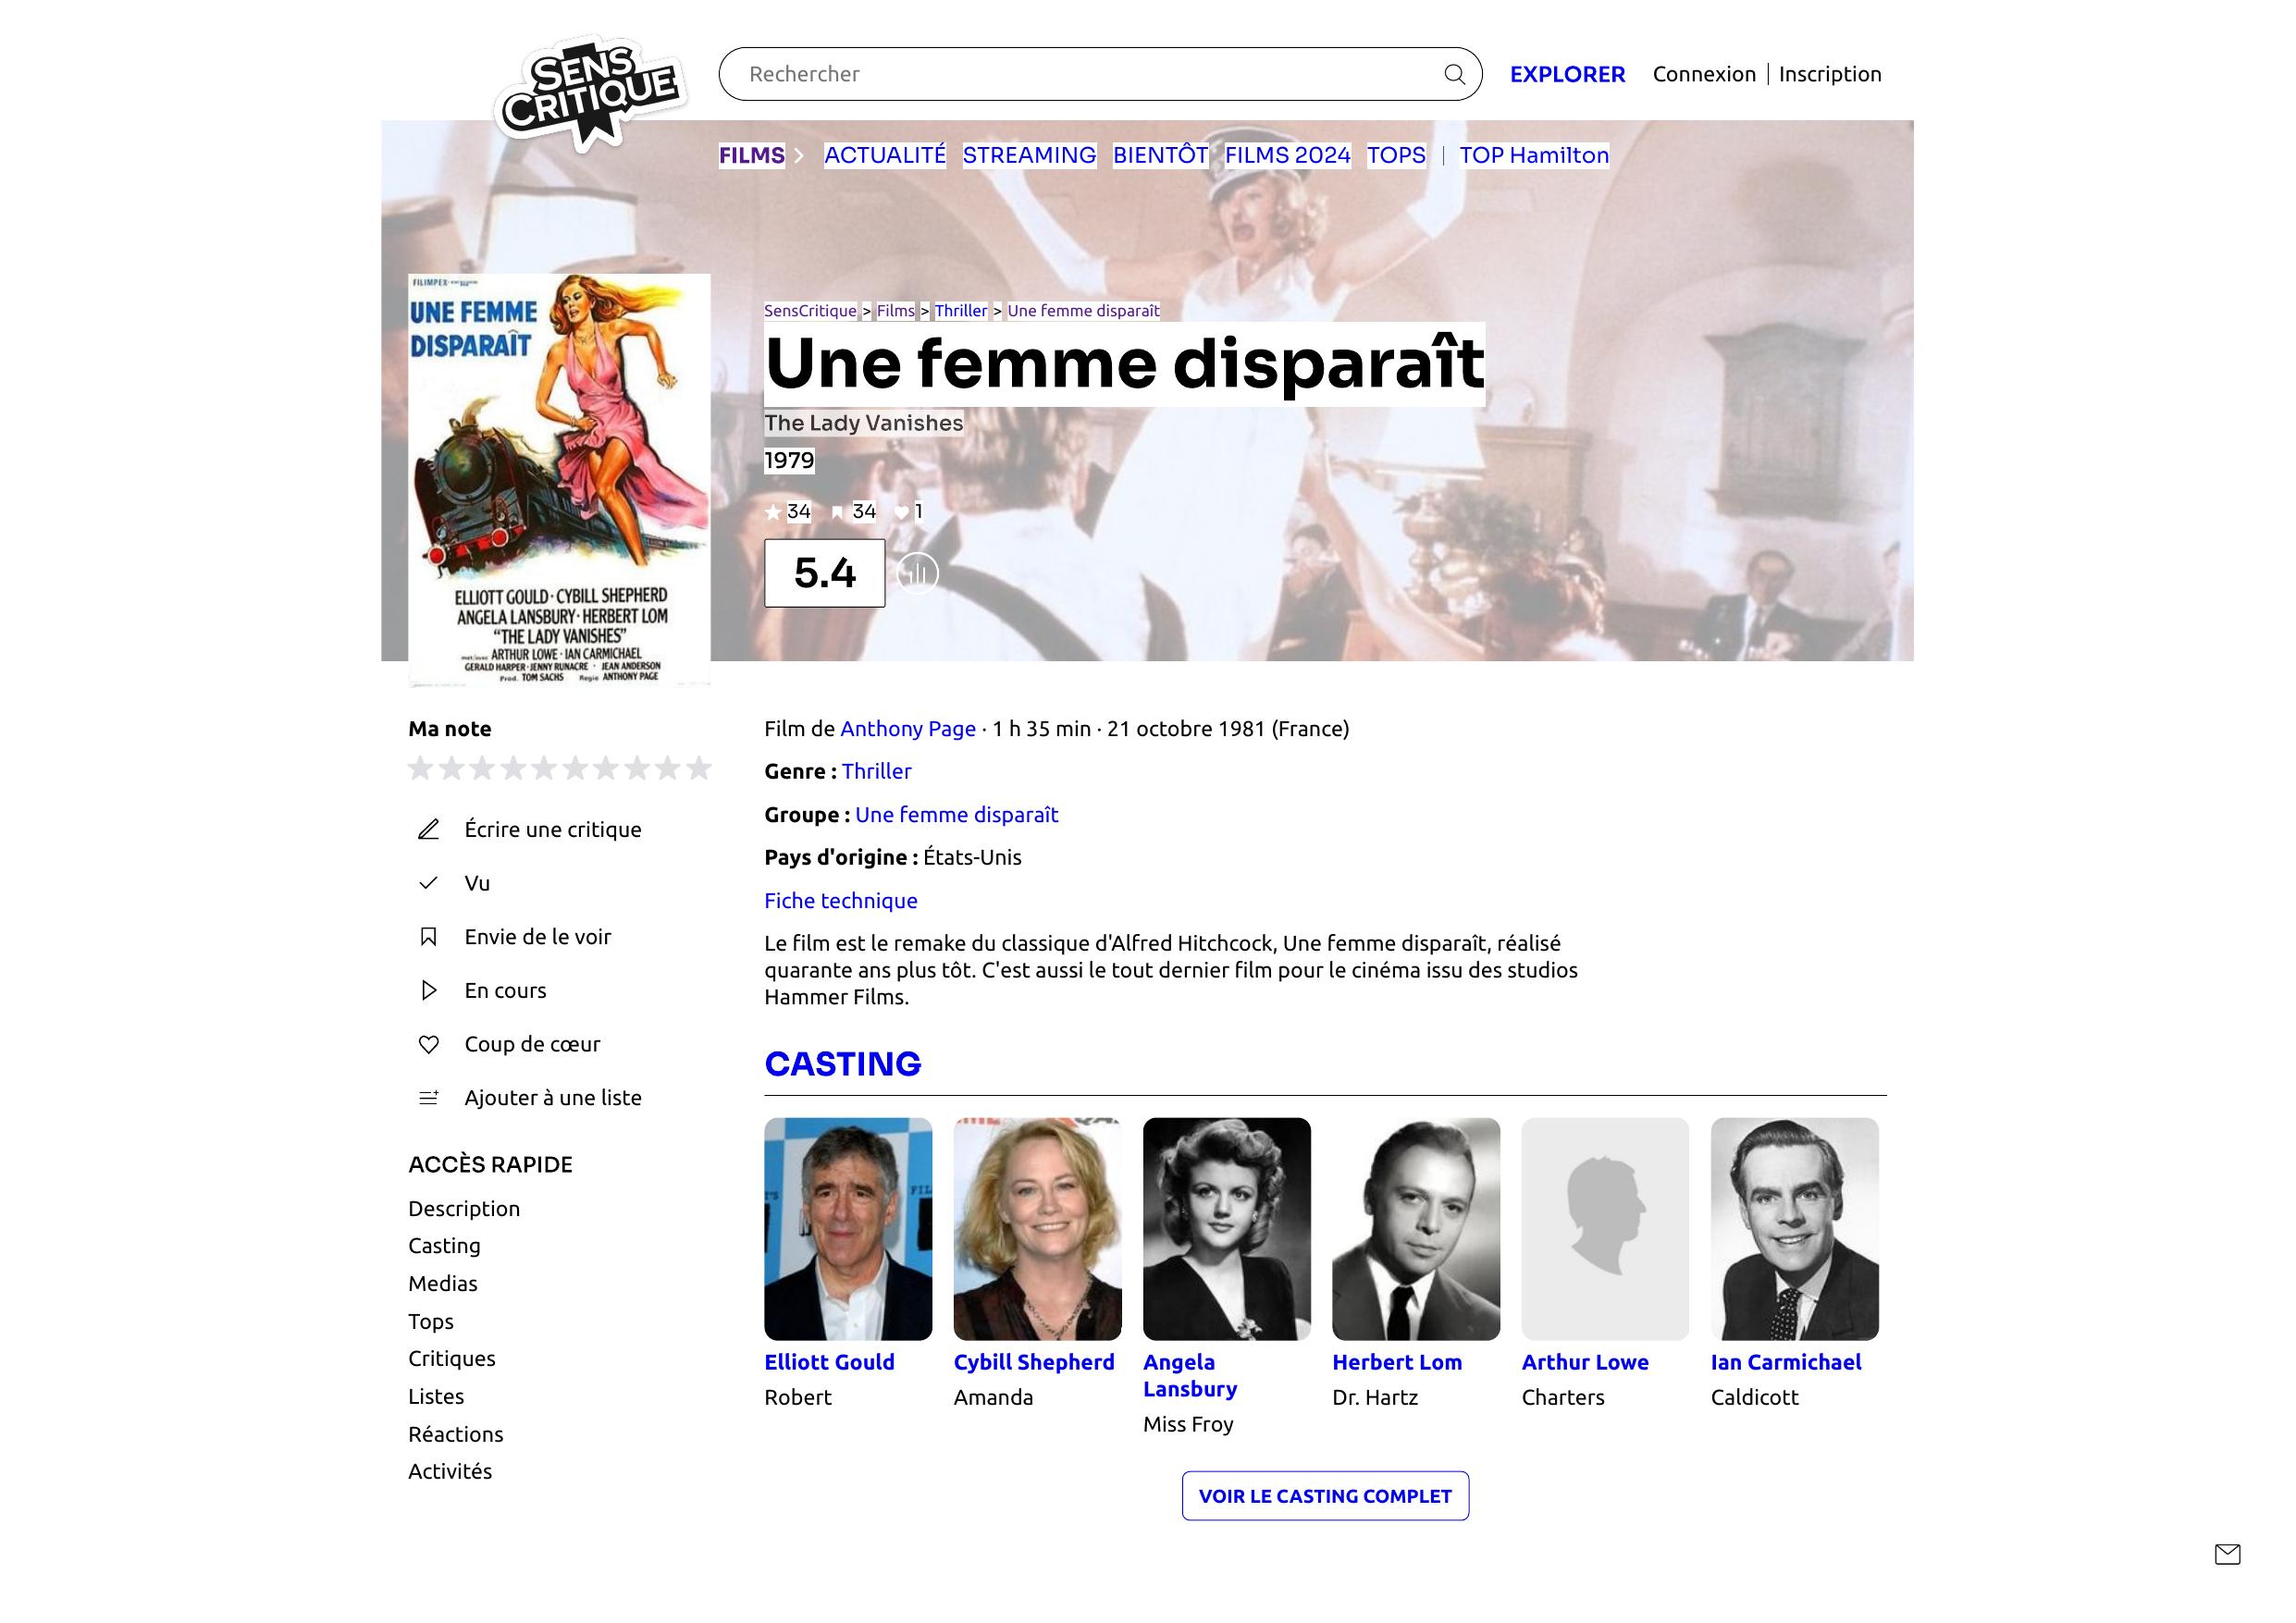 SENS
CRITIQUE
Rechercher
EXPLORER
Connexion | Inscription
FILMS
ACTUALITÉ
STREAMING
BIENTÔT
FILMS 2024
TOPS
TOP Hamilton
FILIMPEX
UNE FEMME
DISPARAÎT
ELLIOTT GOULD · CYBILL SHEPHERD
ANGELA LANSBURY · HERBERT LOM
"THE LADY VANISHES"
ARTHUR LOWE · IAN CARMICHAEL
GERALD HARPER · JENNY RUNACRE · JEAN ANDERSON
Prod. TOM SACHS Regie ANTHONY PAGE
SensCritique > Films > Thriller > Une femme disparaît
Une femme disparaît
The Lady Vanishes
1979
34 34 1
5.4
Ma note
Écrire une critique
Vu
Envie de le voir
En cours
Coup de cœur
Ajouter à une liste
ACCÈS RAPIDE
Description
Casting
Medias
Tops
Critiques
Listes
Réactions
Activités
Film de Anthony Page · 1 h 35 min · 21 octobre 1981 (France)
Genre : Thriller
Groupe : Une femme disparaît
Pays d'origine : États-Unis
Fiche technique
Le film est le remake du classique d'Alfred Hitchcock, Une femme disparaît, réalisé
quarante ans plus tôt. C'est aussi le tout dernier film pour le cinéma issu des studios
Hammer Films.
CASTING
Elliott Gould
Robert
Cybill Shepherd
Amanda
Angela
Lansbury
Miss Froy
Herbert Lom
Dr. Hartz
Arthur Lowe
Charters
Ian Carmichael
Caldicott
VOIR LE CASTING COMPLET